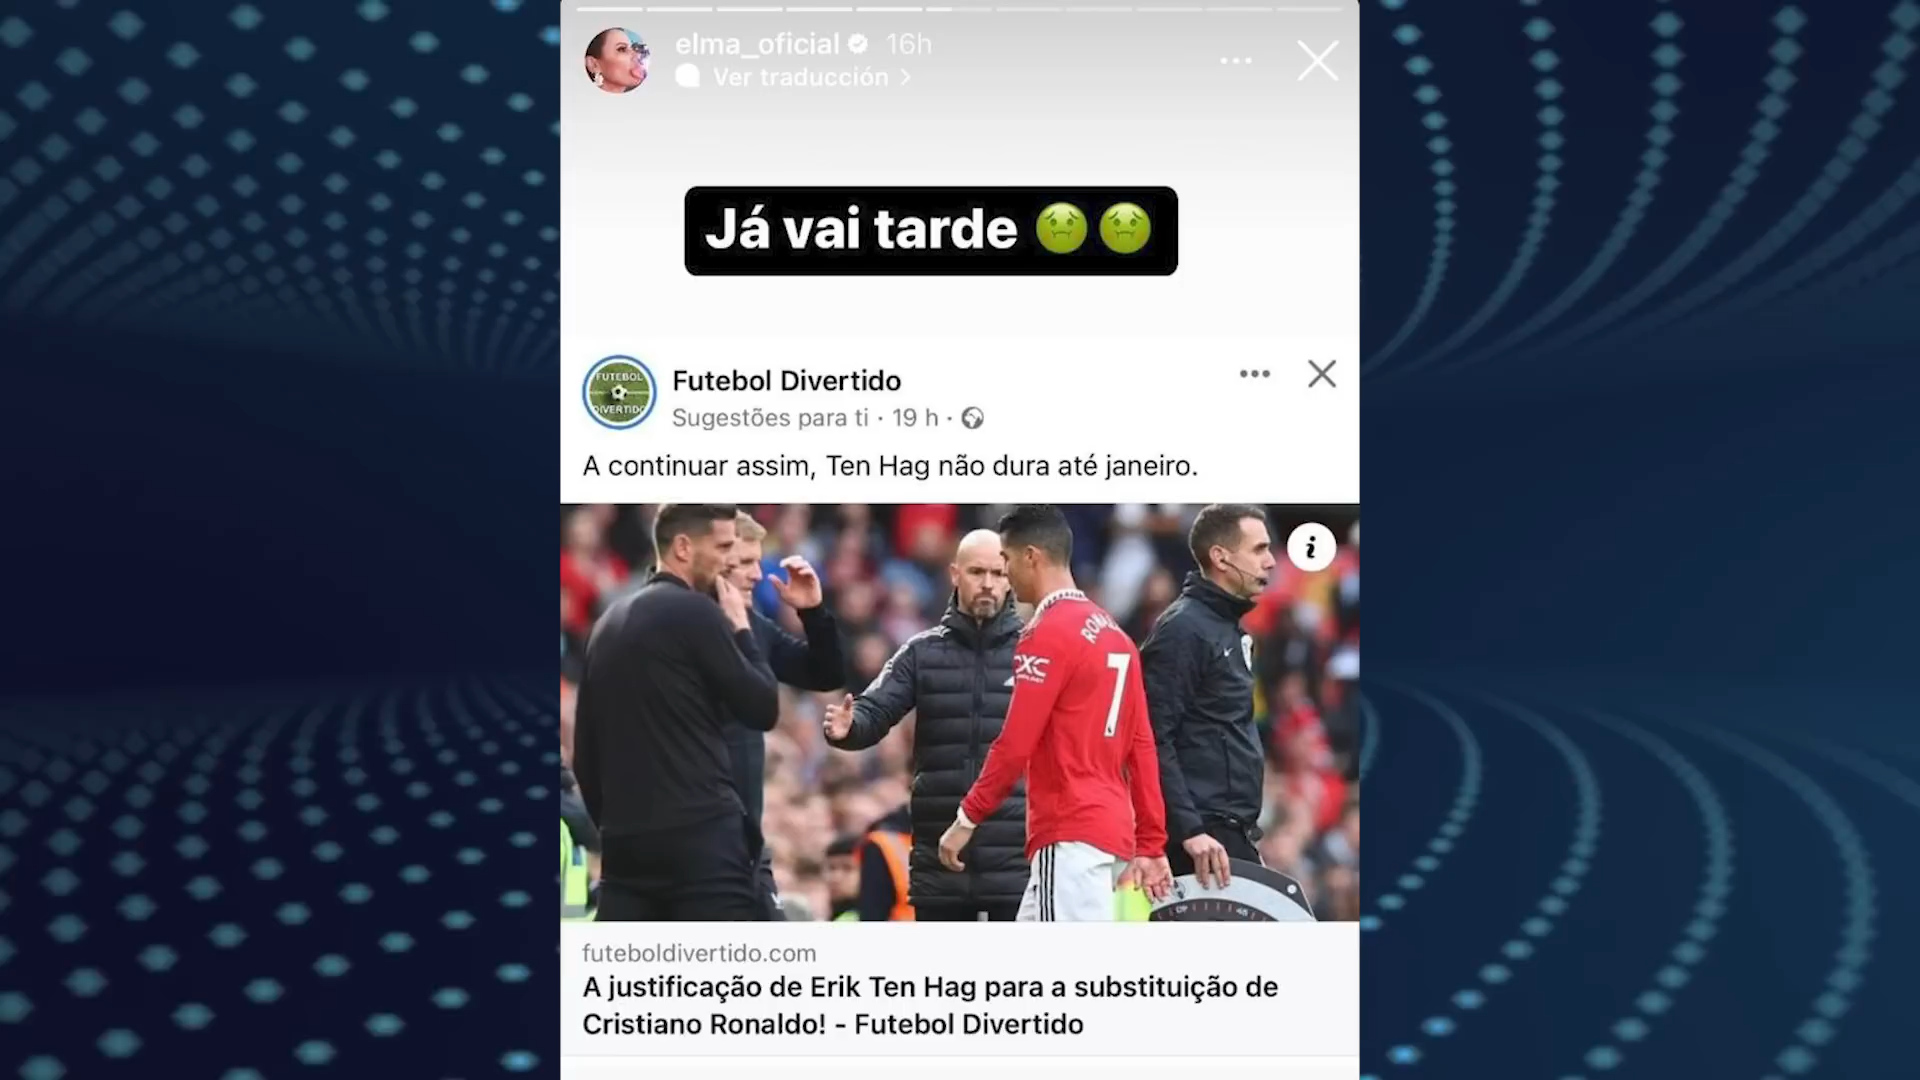 elma_oficial 16h
Ver traducción
Já vai tarde 🤢🤢
FUTEBOL
DIVERTIDO
Futebol Divertido
Sugestões para ti · 19 h ·
A continuar assim, Ten Hag não dura até janeiro.
7
futeboldivertido.com
A justificação de Erik Ten Hag para a substituição de
Cristiano Ronaldo! - Futebol Divertido